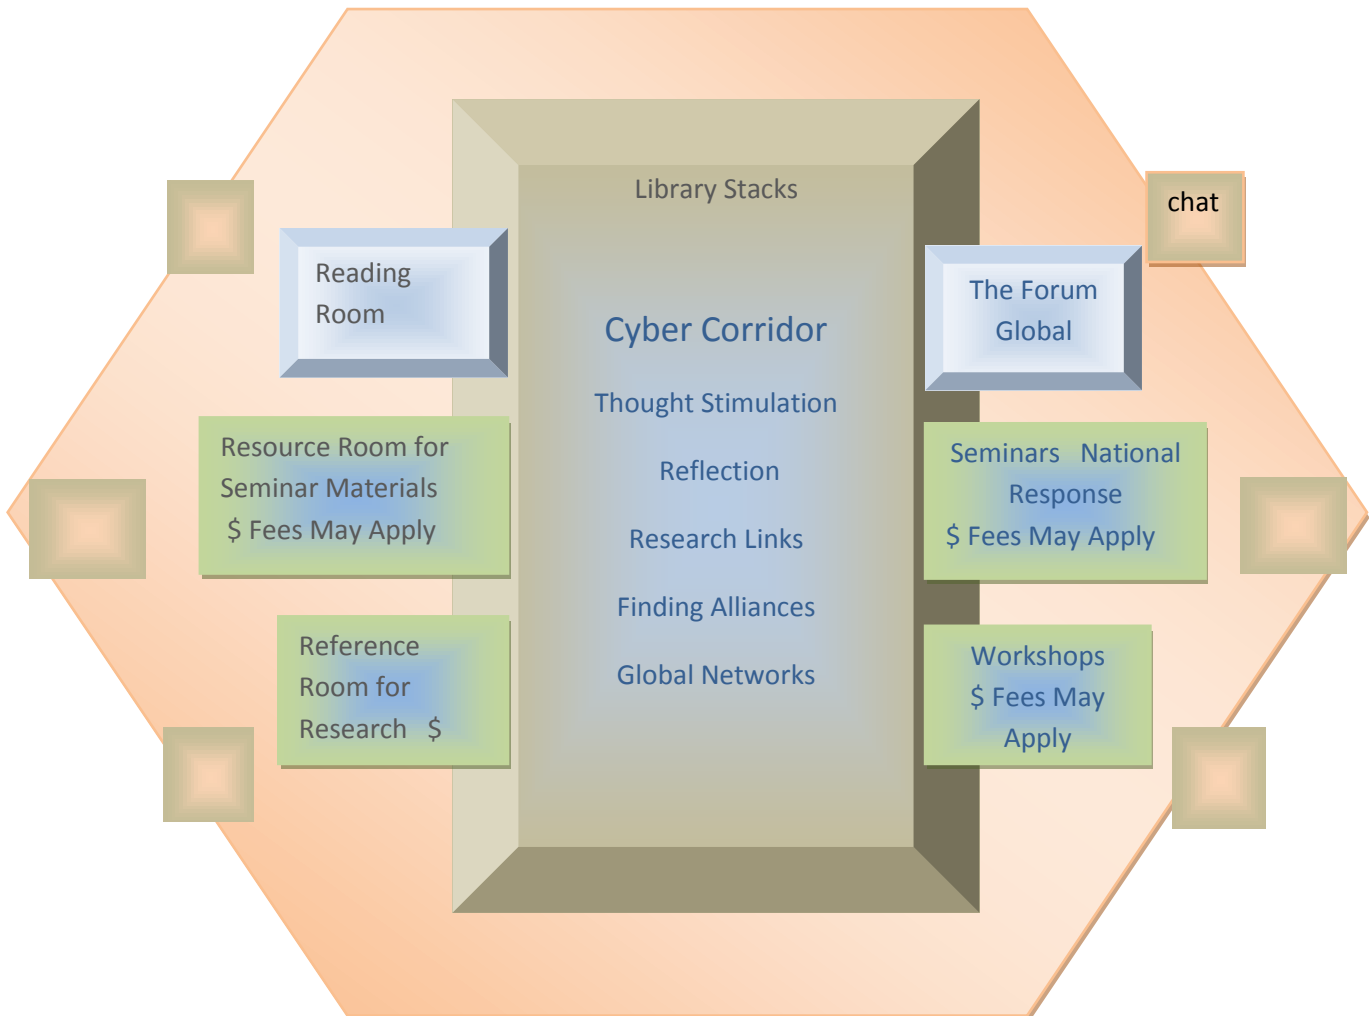 Library Stacks
chat
Reading
Room
Cyber Corridor
The Forum
Global
Thought Stimulation
Resource Room for
Seminar Materials
$ Fees May Apply
Reflection
Seminars   National
Response
$ Fees May Apply
Research Links
Finding Alliances
Reference
Room for
Research   $
Global Networks
Workshops
$ Fees May
Apply